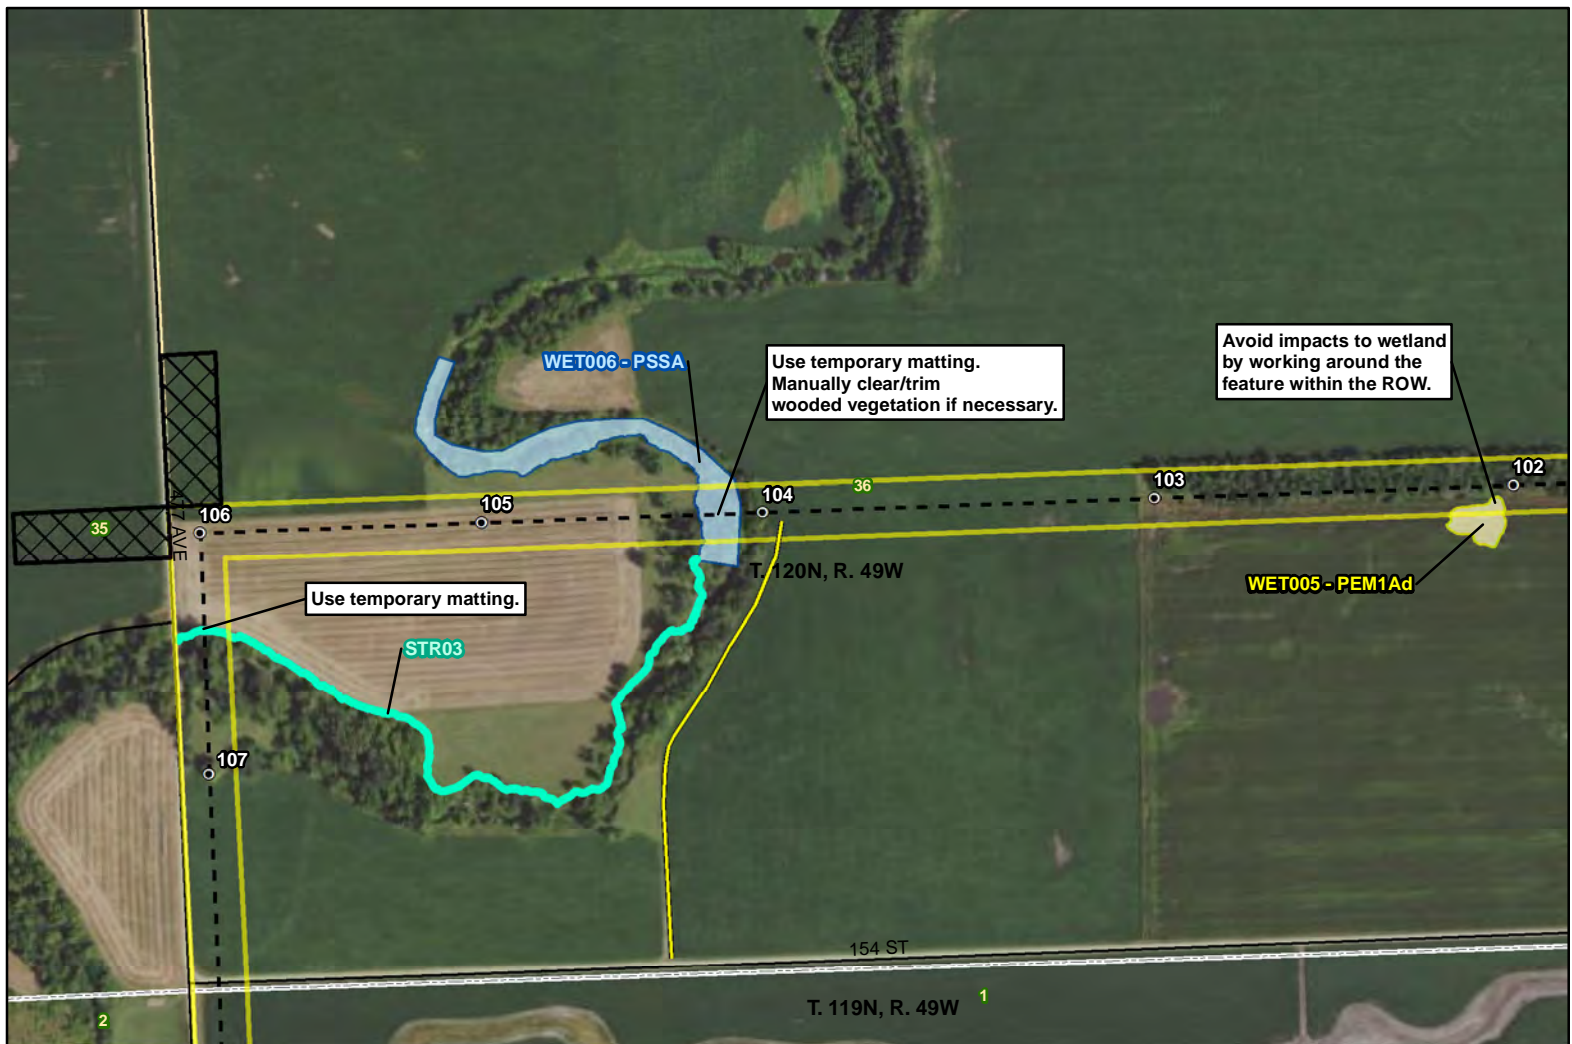 Avoid impacts to wetland
by working around the
feature within the ROW.
WET006 - PSSA
Use temporary matting.
Manually clear/trim
wooded vegetation if necessary.
102
103
36
104
105
106
35
417 AVE
T. 120N, R. 49W
WET005 - PEM1Ad
Use temporary matting.
STR03
107
154 ST
T. 119N, R. 49W
1
2